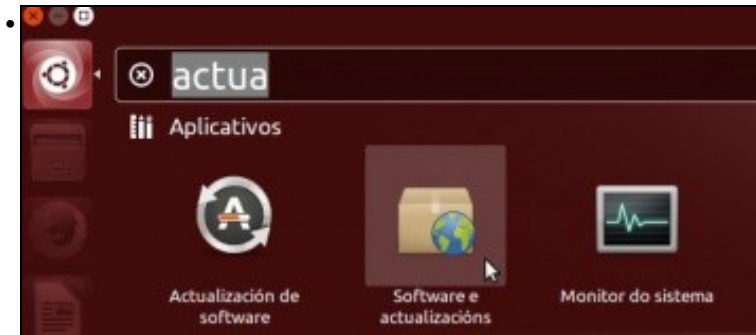 actua
Aplicativos
Actualización de
software
Software e
actualizacións
Monitor do sistema